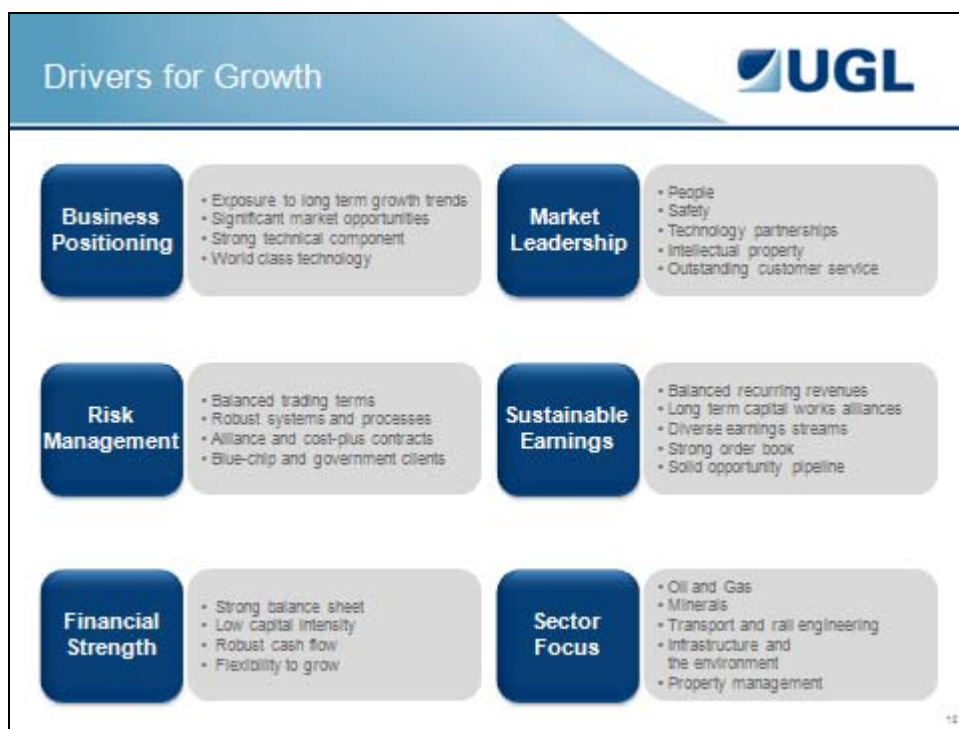 Drivers for Growth
UGL
Business
Positioning
• Exposure to long term growth trends
• Significant market opportunities
• Strong technical component
• World class technology
Market
Leadership
• People
• Safety
• Technology partnerships
• Intellectual property
• Outstanding customer service
Risk
Management
• Balanced trading terms
• Robust systems and processes
• Alliance and cost-plus contracts
• Blue-chip and government clients
Sustainable
Earnings
• Balanced recurring revenues
• Long term capital works alliances
• Diverse earnings streams
• Strong order book
• Solid opportunity pipeline
Financial
Strength
• Strong balance sheet
• Low capital intensity
• Robust cash flow
• Flexibility to grow
Sector
Focus
• Oil and Gas
• Minerals
• Transport and rail engineering
• Infrastructure and
the environment
• Property management